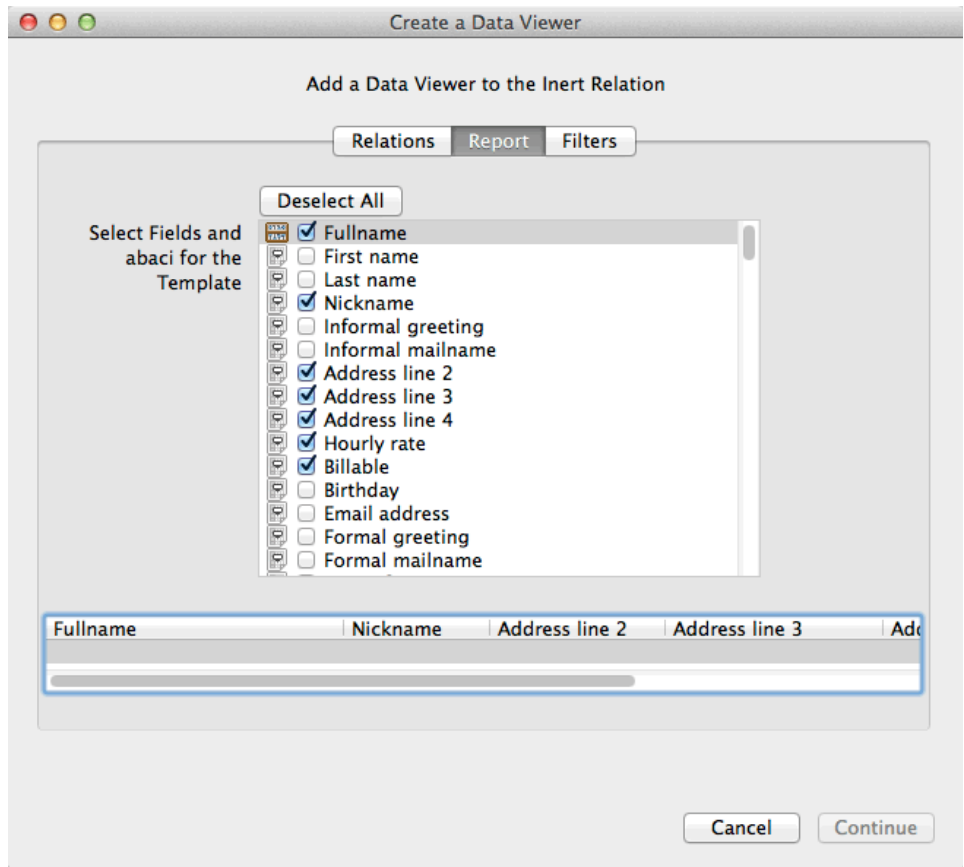 Create a Data Viewer
Add a Data Viewer to the Inert Relation
Relations Report Filters
Deselect All
Select Fields and
abaci for the
Template
Fullname
First name
Last name
Nickname
Informal greeting
Informal mailname
Address line 2
Address line 3
Address line 4
Hourly rate
Billable
Birthday
Email address
Formal greeting
Formal mailname
Fullname Nickname Address line 2 Address line 3 Add
Cancel Continue